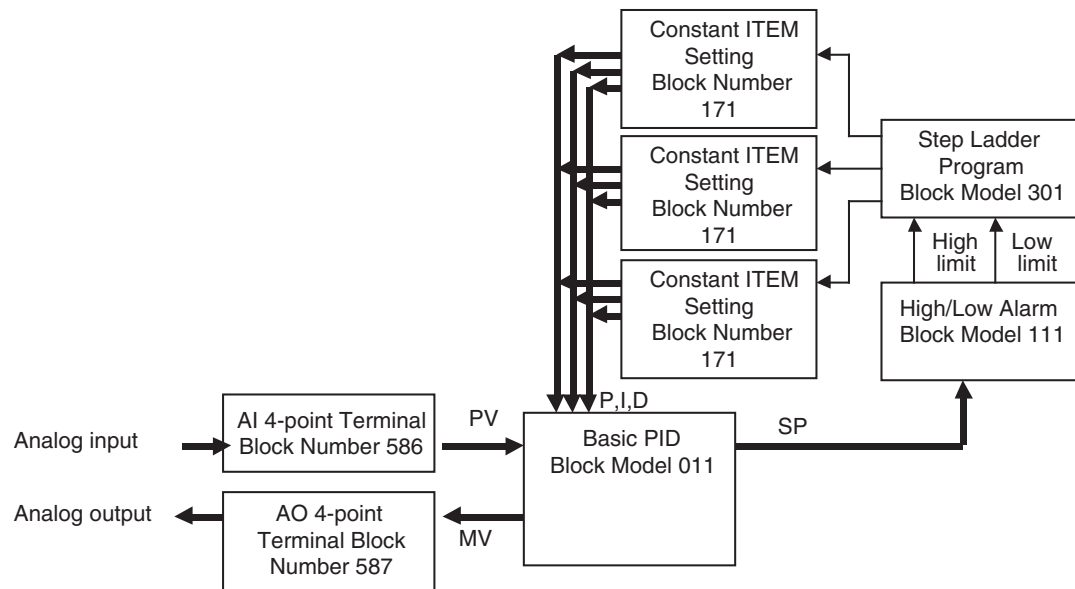 Constant ITEM
Setting
Block Number
171
Constant ITEM
Setting
Block Number
171
Constant ITEM
Setting
Block Number
171
Step Ladder
Program
Block Model 301
High
limit
Low
limit
High/Low Alarm
Block Model 111
P,I,D
Analog input
AI 4-point Terminal
Block Number 586
PV
Basic PID
Block Model 011
SP
Analog output
AO 4-point
Terminal Block
Number 587
MV